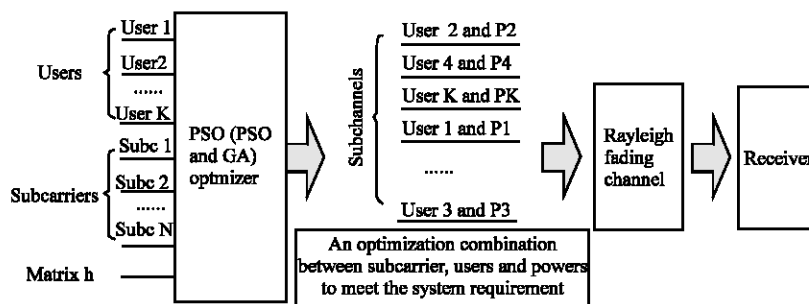 Users
User 1
User2
......
User K
Subcarriers
Subc 1
Subc 2
......
Subc N
Matrix h
PSO (PSO
and GA)
optmizer
Subchannels
User 2 and P2
User 4 and P4
User K and PK
User 1 and P1
......
User 3 and P3
An optimization combination
between subcarrier, users and powers
to meet the system requirement
Rayleigh
fading
channel
Receiver